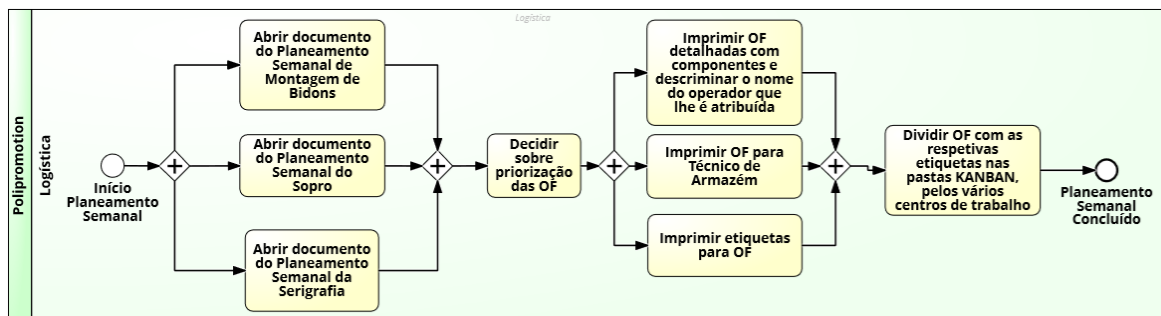 Polipromotion
Logística
Logística
Início
Planeamento
Semanal
Abrir documento
do Planeamento
Semanal de
Montagem de
Bidons
Abrir documento
do Planeamento
Semanal do
Sopro
Abrir documento
do Planeamento
Semanal da
Serigrafia
Decidir
sobre
priorização
das OF
Imprimir OF
detalhadas com
componentes e
descriminar o nome
do operador que
lhe é atribuída
Imprimir OF para
Técnico de
Armazém
Imprimir etiquetas
para OF
Dividir OF com as
respetivas
etiquetas nas
pastas KANBAN,
pelos vários
centros de trabalho
Planeamento
Semanal
Concluído